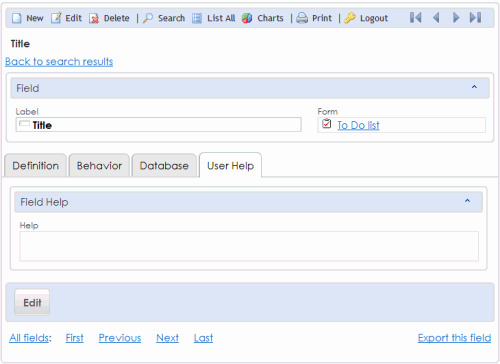 New Edit Delete | Search List All Charts | Print | Logout
Title
Back to search results
Field
Label Form
Title To Do list
Definition Behavior Database User Help
Field Help
Help
Edit
All fields: First Previous Next Last Export this field